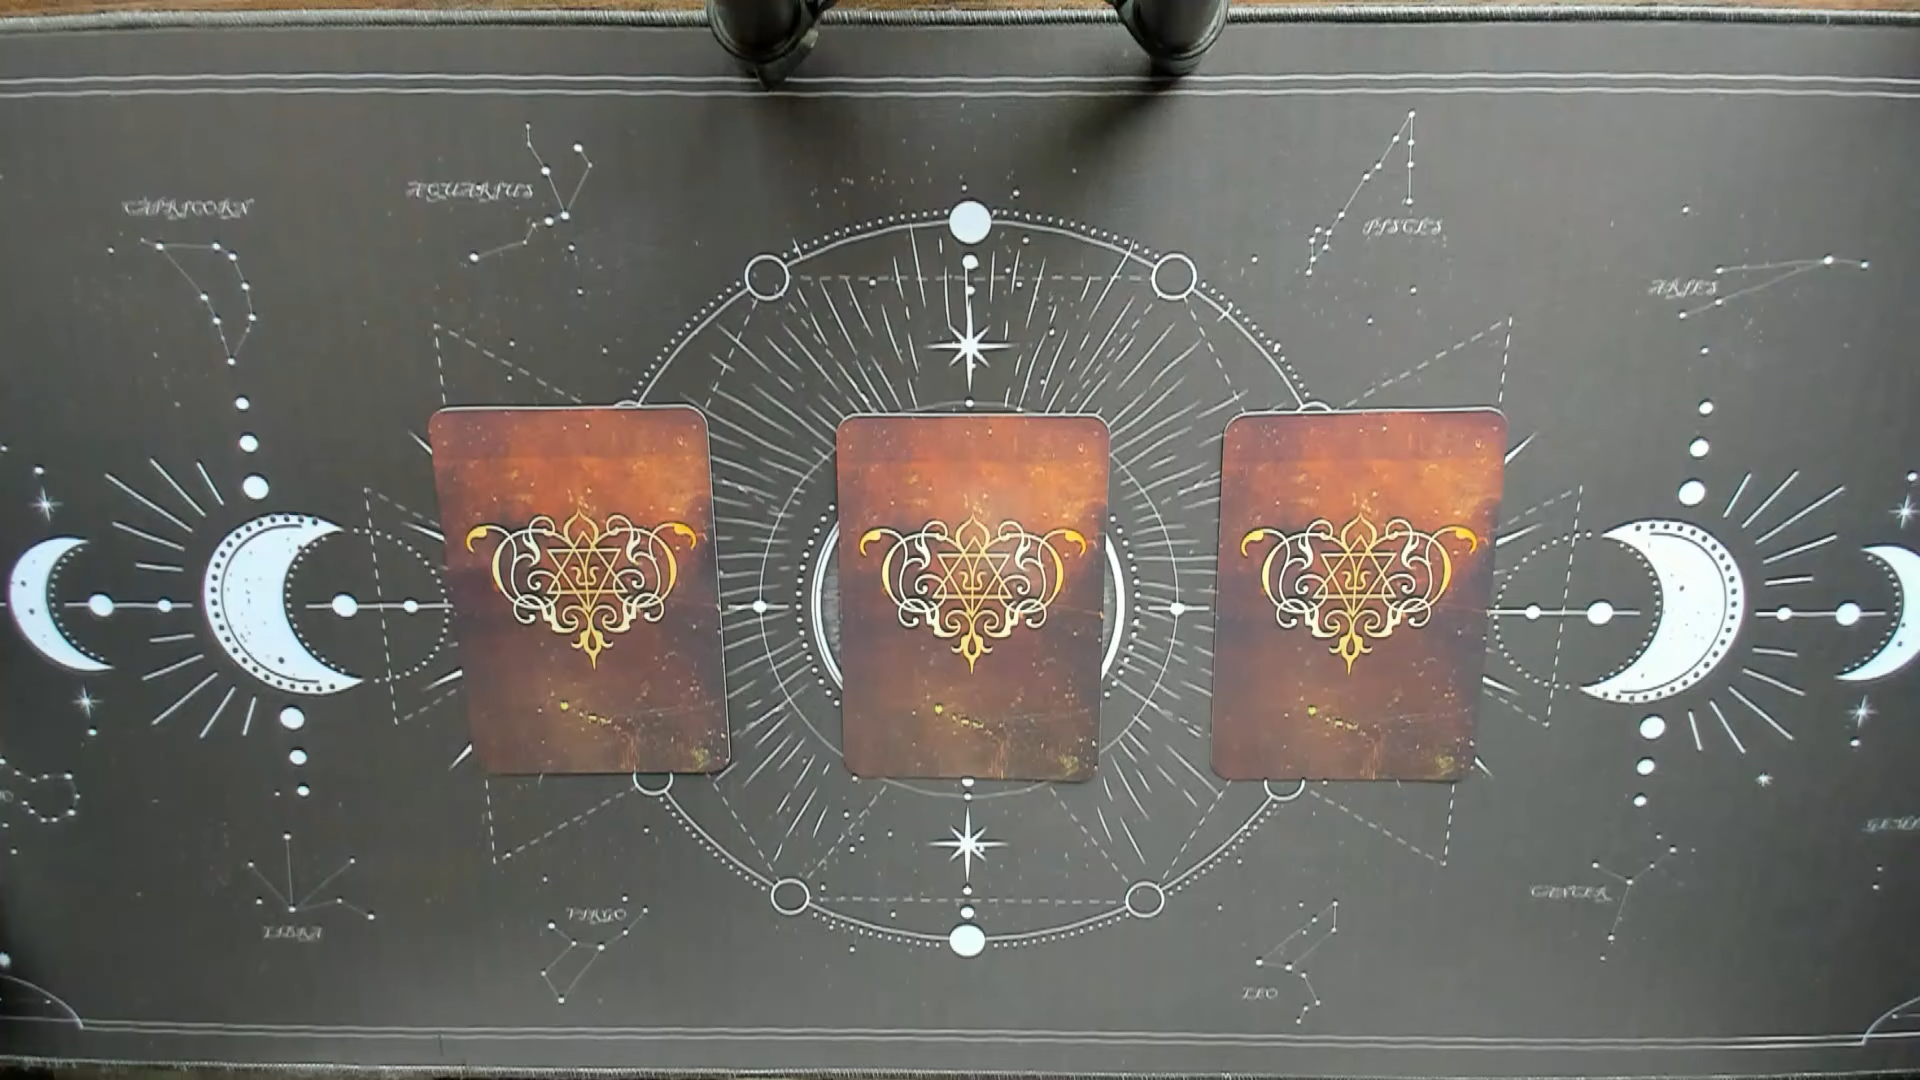 CAPRICORN
AQUARIUS
PISCES
ARIES
LIBRA
VIRGO
LEO
CANCER